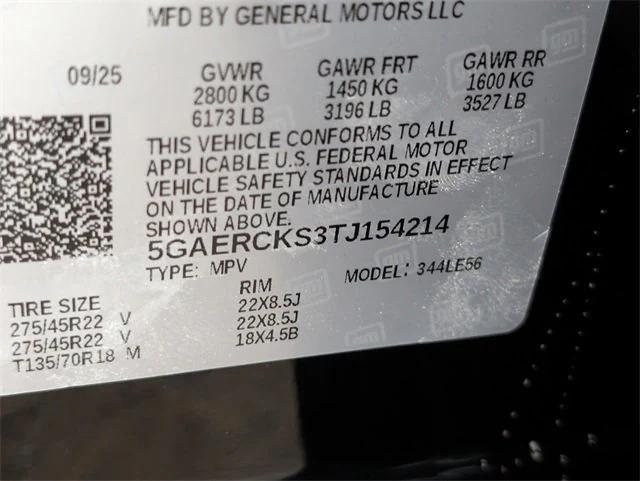 MFD BY GENERAL MOTORS LLC
09/25 GVWR GAWR FRT GAWR RR
2800 KG 1450 KG 1600 KG
6173 LB 3196 LB 3527 LB
THIS VEHICLE CONFORMS TO ALL
APPLICABLE U.S. FEDERAL MOTOR
VEHICLE SAFETY STANDARDS IN EFFECT
ON THE DATE OF MANUFACTURE
SHOWN ABOVE.
5GAERCKS3TJ154214
TYPE: MPV MODEL: 344LE56
TIRE SIZE RIM
275/45R22 V 22X8.5J
275/45R22 V 22X8.5J
T135/70R18 M 18X4.5B